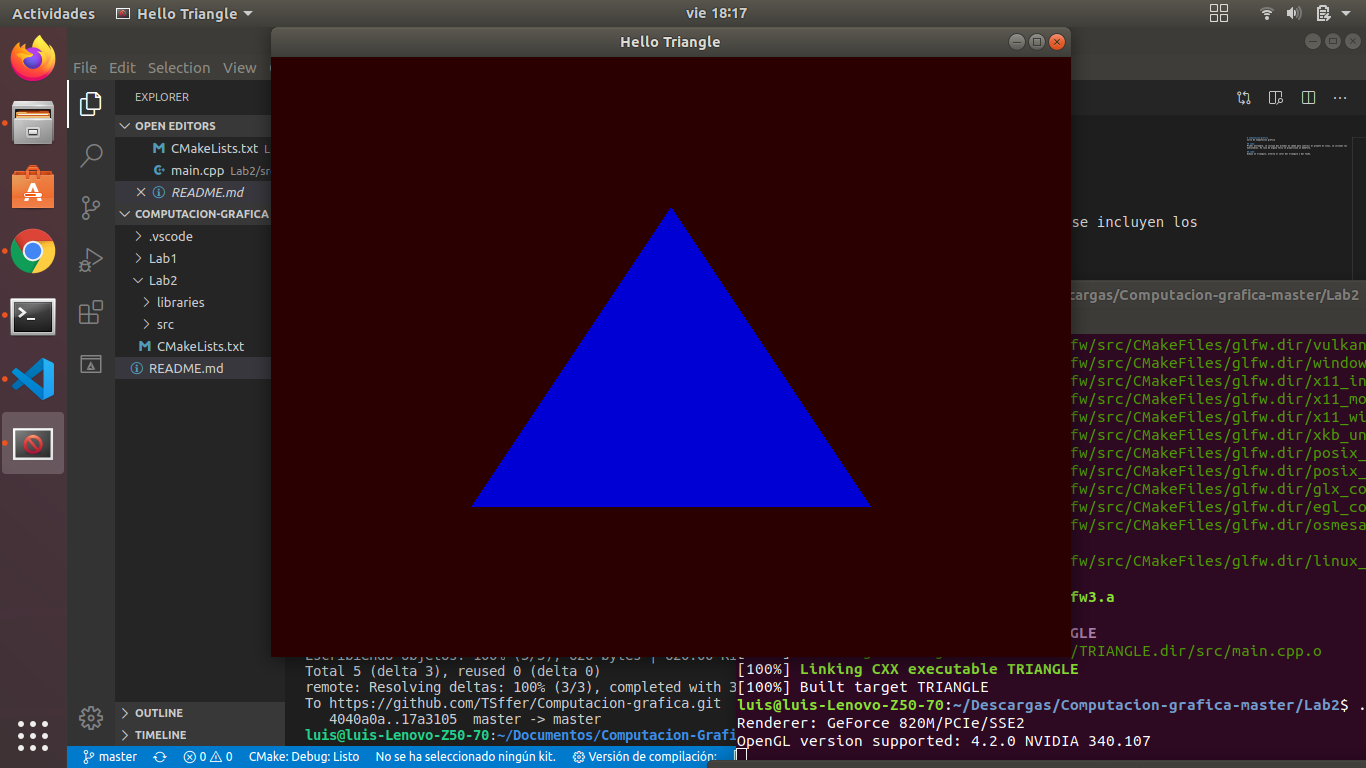 Actividades
Hello Triangle
vie 18:17
Hello Triangle
File Edit Selection View
EXPLORER
OPEN EDITORS
CMakeLists.txt
main.cpp Lab2/sr
README.md
COMPUTACION-GRAFICA
.vscode
Lab1
Lab2
libraries
src
CMakeLists.txt
README.md
OUTLINE
TIMELINE
se incluyen los
cargas/Computacion-grafica-master/Lab2
fw/src/CMakeFiles/glfw.dir/vulkan
fw/src/CMakeFiles/glfw.dir/window
fw/src/CMakeFiles/glfw.dir/x11_in
fw/src/CMakeFiles/glfw.dir/x11_mo
fw/src/CMakeFiles/glfw.dir/x11_wi
fw/src/CMakeFiles/glfw.dir/xkb_un
fw/src/CMakeFiles/glfw.dir/posix_
fw/src/CMakeFiles/glfw.dir/posix_
fw/src/CMakeFiles/glfw.dir/glx_co
fw/src/CMakeFiles/glfw.dir/egl_co
fw/src/CMakeFiles/glfw.dir/osmesa
fw/src/CMakeFiles/glfw.dir/linux_
fw3.a
GLE
/TRIANGLE.dir/src/main.cpp.o
[100%] Linking CXX executable TRIANGLE
[100%] Built target TRIANGLE
luis@luis-Lenovo-Z50-70:~/Descargas/Computacion-grafica-master/Lab2$ .
Renderer: GeForce 820M/PCIe/SSE2
OpenGL version supported: 4.2.0 NVIDIA 340.107
Total 5 (delta 3), reused 0 (delta 0)
remote: Resolving deltas: 100% (3/3), completed with 3
To https://github.com/TSffer/Computacion-grafica.git
4040a0a..17a3105 master -> master
luis@luis-Lenovo-Z50-70:~/Documentos/Computacion-Grafi
master 0 0 CMake: Debug: Listo No se ha seleccionado ningún kit. Versión de compilación: